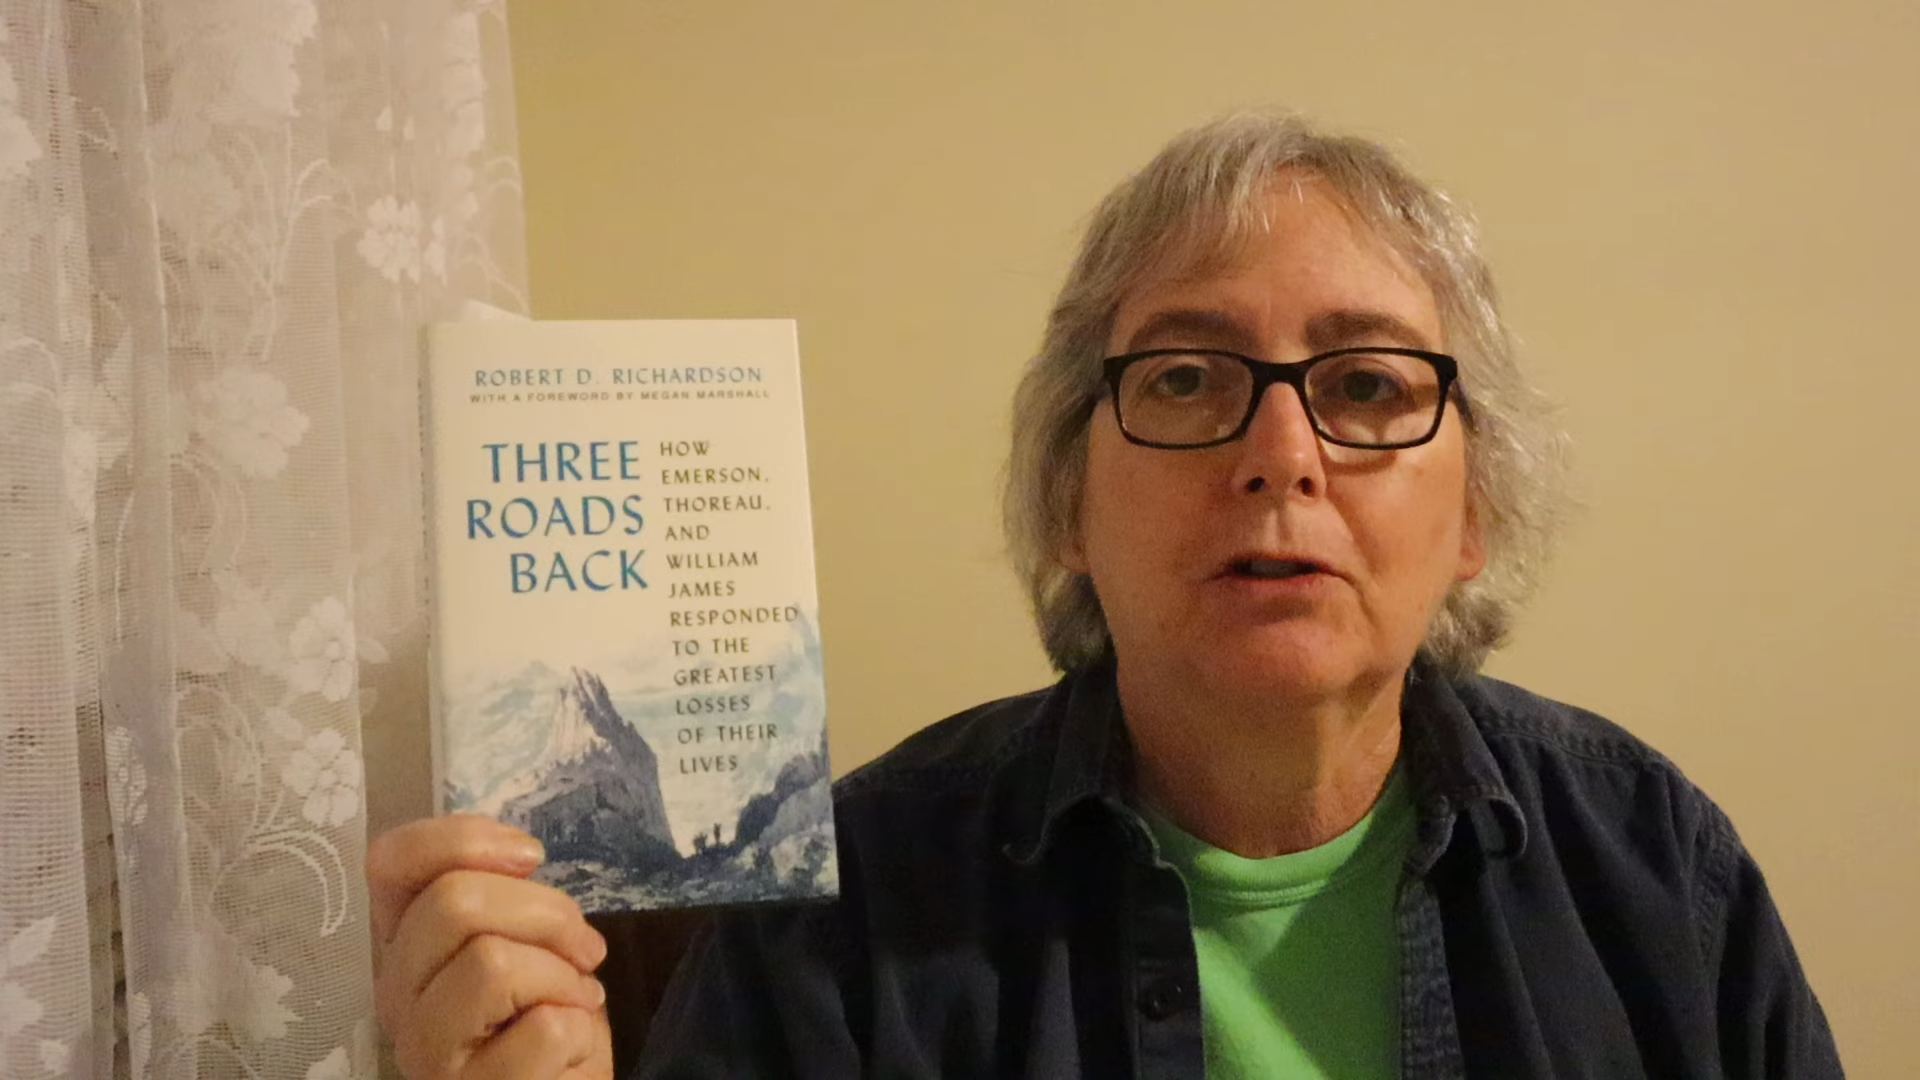 ROBERT D. RICHARDSON
WITH A FOREWORD BY MEGAN MARSHALL
THREE
ROADS
BACK
HOW
EMERSON,
THOREAU,
AND
WILLIAM
JAMES
RESPONDED
TO THE
GREATEST
LOSSES
OF THEIR
LIVES